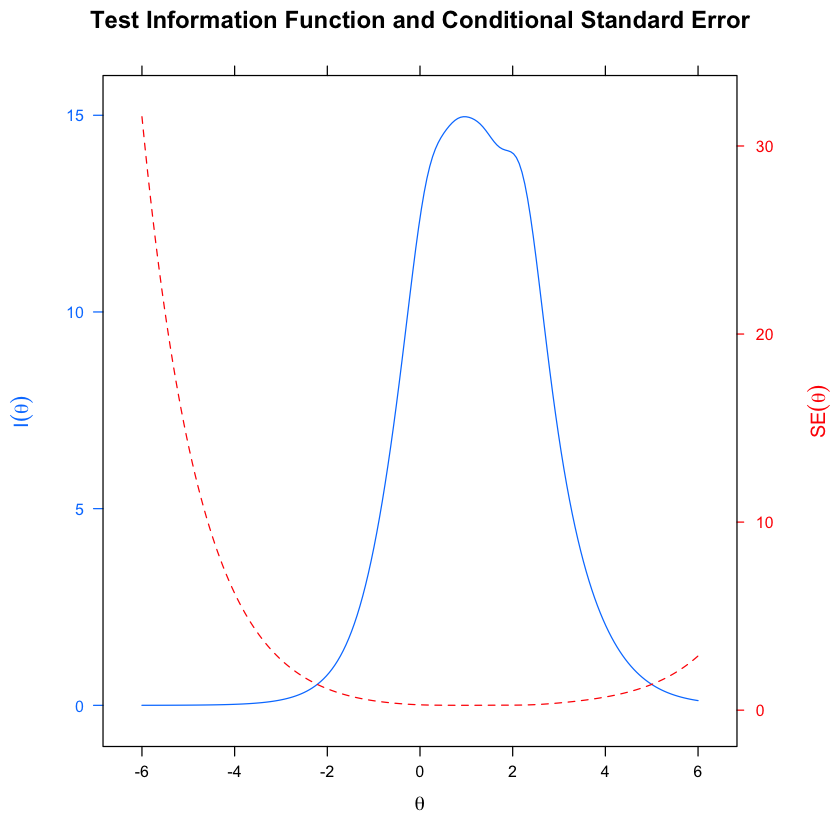 Test Information Function and Conditional Standard Error
15
10
5
0
I(θ)
30
20
10
0
SE(θ)
-6 -4 -2 0 2 4 6
θ